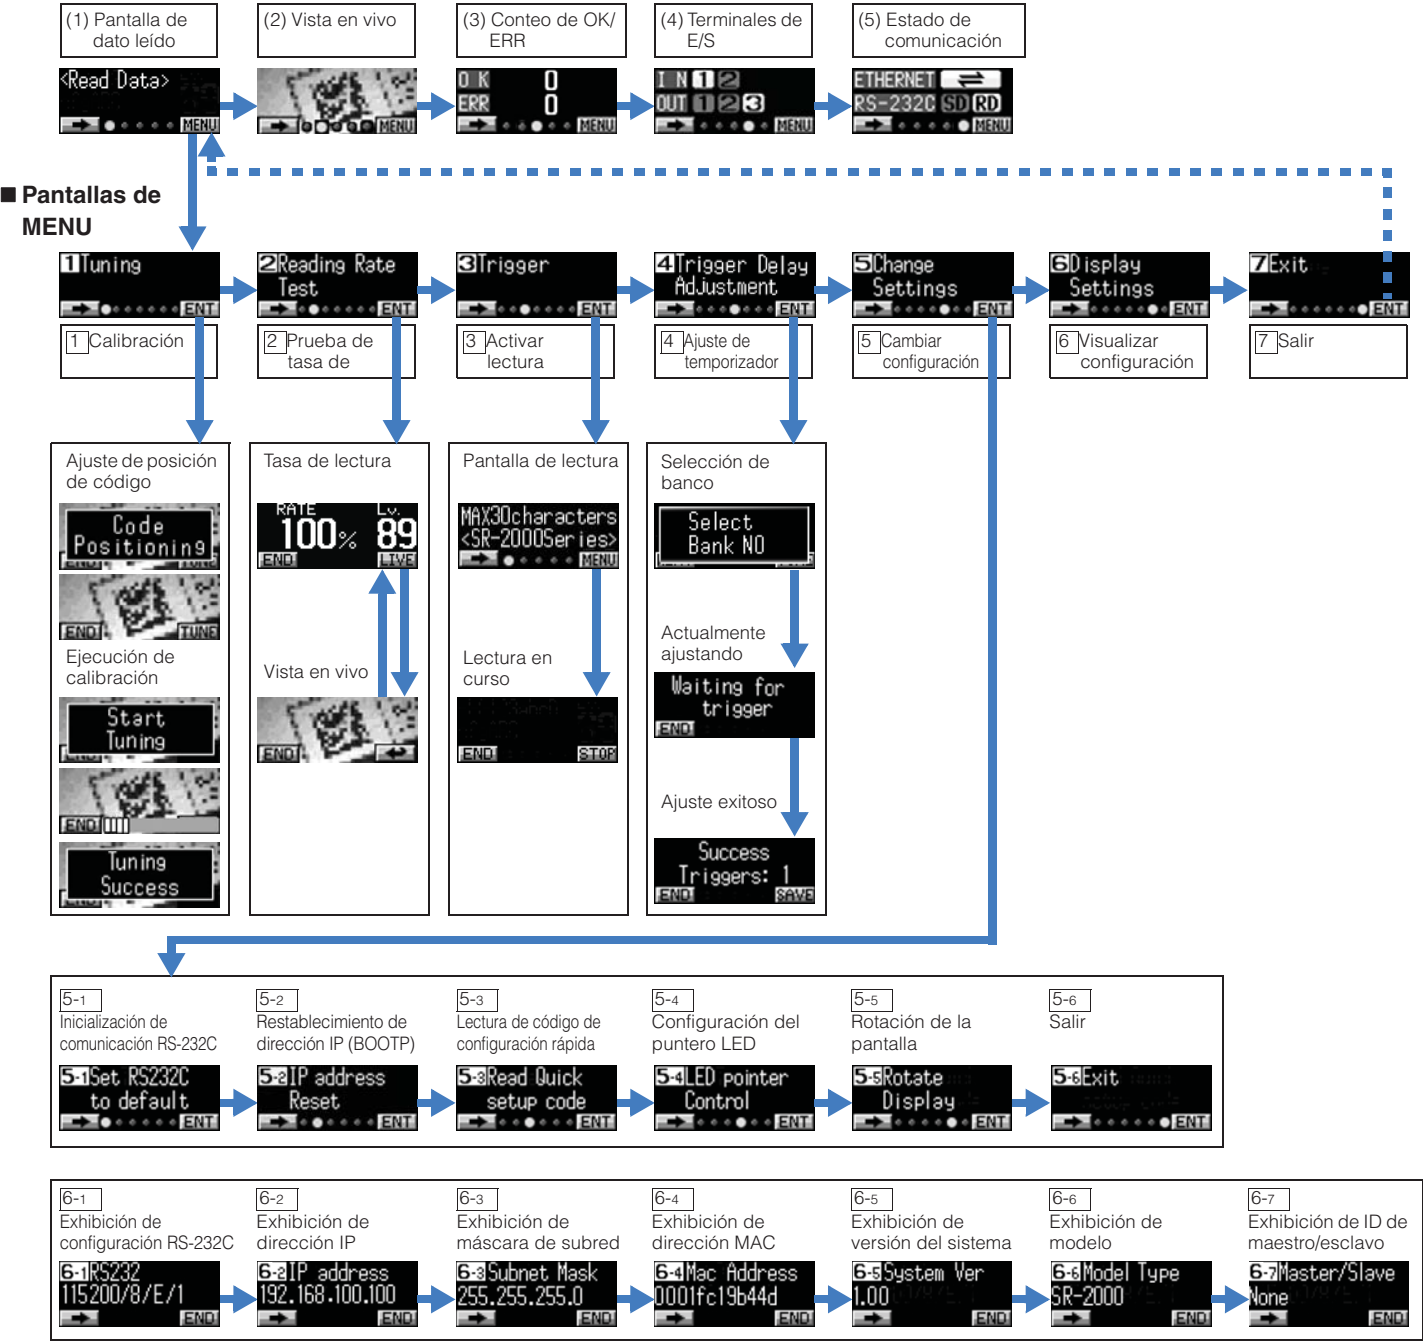 (1) Pantalla de
dato leído
(2) Vista en vivo
(3) Conteo de OK/
ERR
(4) Terminales de
E/S
(5) Estado de
comunicación
<Read Data>
MENU
MENU
OK 0
ERR 0
MENU
IN 1 2
OUT 1 2 3
MENU
ETHERNET
RS-232C SD RD
MENU
■ Pantallas de
MENU
1 Tuning
ENT
2 Reading Rate
Test
ENT
3 Trigger
ENT
4 Trigger Delay
AdJustment
ENT
5 Change
Settings
ENT
6 Display
Settings
ENT
7 Exit
ENT
1 Calibración
2 Prueba de
tasa de
3 Activar
lectura
4 Ajuste de
temporizador
5 Cambiar
configuración
6 Visualizar
configuración
7 Salir
Ajuste de posición
de código
Code
Positioning
END TUNE
Ejecución de
calibración
Start
Tuning
END
Tuning
Success
Tasa de lectura
RATE Lv.
100% 89
END LIVE
Vista en vivo
END
Pantalla de lectura
MAX30characters
<SR-2000Series>
MENU
Lectura en
curso
END STOP
Selección de
banco
Select
Bank NO
Actualmente
ajustando
Waiting for
trigger
END
Ajuste exitoso
Success
Triggers: 1
END SAVE
5-1
Inicialización de
comunicación RS-232C
5-1 Set RS232C
to default
ENT
5-2
Restablecimiento de
dirección IP (BOOTP)
5-2 IP address
Reset
ENT
5-3
Lectura de código de
configuración rápida
5-3 Read Quick
setup code
ENT
5-4
Configuración del
puntero LED
5-4 LED pointer
Control
ENT
5-5
Rotación de la
pantalla
5-5 Rotate
Display
ENT
5-6
Salir
5-6 Exit
ENT
6-1
Exhibición de
configuración RS-232C
6-1 RS232
115200/8/E/1
END
6-2
Exhibición de
dirección IP
6-2 IP address
192.168.100.100
END
6-3
Exhibición de
máscara de subred
6-3 Subnet Mask
255.255.255.0
END
6-4
Exhibición de
dirección MAC
6-4 Mac Address
0001fc19b44d
END
6-5
Exhibición de
versión del sistema
6-5 System Ver
1.00
END
6-6
Exhibición de
modelo
6-6 Model Type
SR-2000
END
6-7
Exhibición de ID de
maestro/esclavo
6-7 Master/Slave
None
END